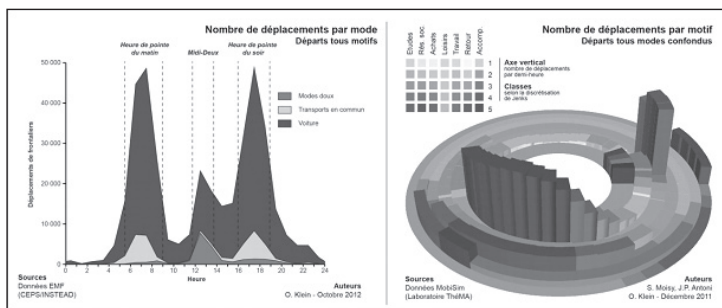 Nombre de déplacements par mode
Départs tous motifs
Heure de pointe
du matin
Midi-Deux
Heure de pointe
du soir
50 000
40 000
30 000
20 000
10 000
0
Déplacements de frontaliers
Modes doux
Transports en commun
Voiture
0 2 4 6 8 10 12 14 16 18 20 22 24
Heure
Sources
Données EMF
(CEPS/INSTEAD)
Auteurs
O. Klein - Octobre 2012
Nombre de déplacements par motif
Départs tous modes confondus
Etudes
Rés. soc.
Achats
Loisirs
Travail
Retour
Accomp.
1
2
3
4
5
Axe vertical
nombre de déplacements
par demi-heure
Classes
selon la discrétisation
de Jenks
Sources
Données MobiSim
(Laboratoire ThéMA)
Auteurs
S. Moisy, J.P. Antoni
O. Klein - Décembre 2011